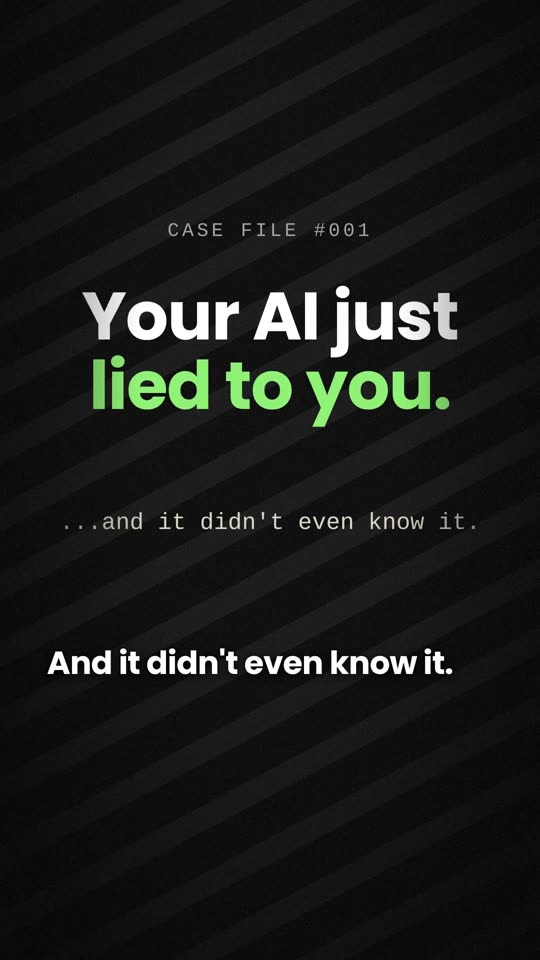 CASE FILE #001
Your AI just
lied to you.
...and it didn't even know it.
And it didn't even know it.